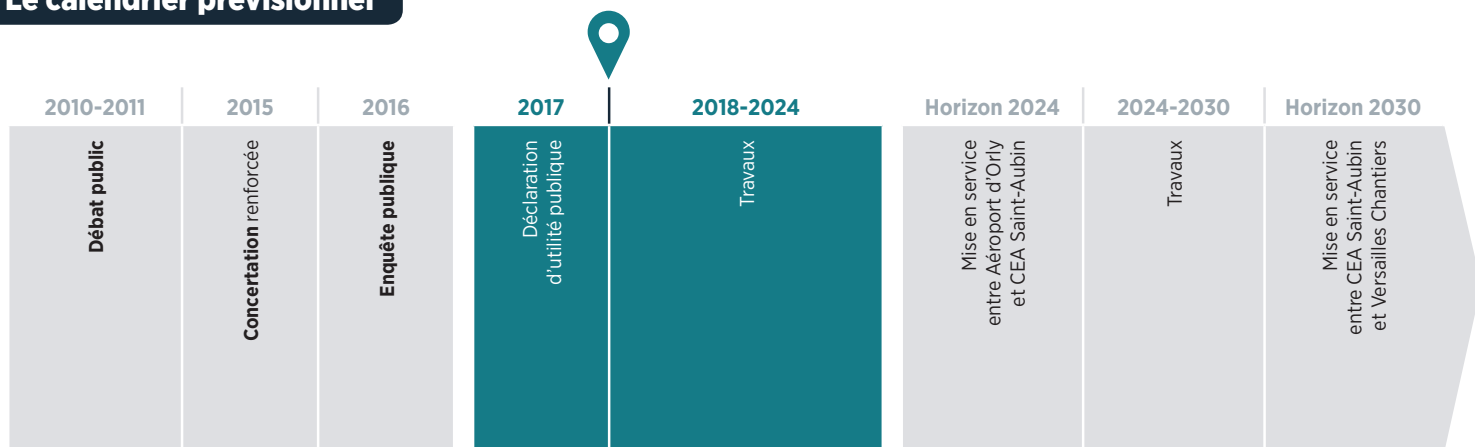 Le calendrier prévisionnel
2010-2011
Débat public
2015
Concertation renforcée
2016
Enquête publique
2017
Déclaration
d'utilité publique
2018-2024
Travaux
Horizon 2024
Mise en service
entre Aéroport d'Orly
et CEA Saint-Aubin
2024-2030
Travaux
Horizon 2030
Mise en service
entre CEA Saint-Aubin
et Versailles Chantiers